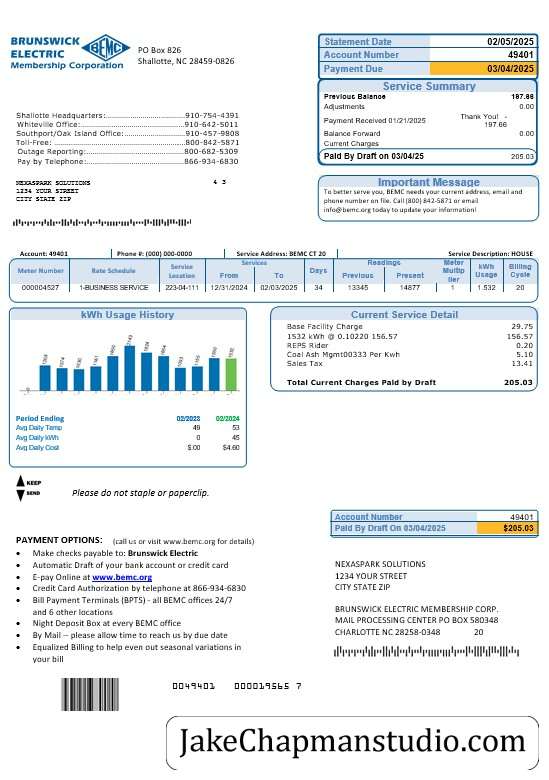 BRUNSWICK
ELECTRIC
BEMC
Membership Corporation
PO Box 826
Shallotte, NC 28459-0826
Statement Date 02/05/2025
Account Number 49401
Payment Due 03/04/2025
Service Summary
Previous Balance 197.66
Adjustments 0.00
Payment Received 01/21/2025 Thank You! -
197.66
Balance Forward 0.00
Current Charges
Paid By Draft on 03/04/25 205.03
Shallotte Headquarters:910-754-4391
Whiteville Office:910-642-5011
Southport/Oak Island Office:910-457-9808
Toll-Free:800-842-5871
Outage Reporting:800-682-5309
Pay by Telephone:866-934-6830
NEXASPARK SOLUTIONS 4 3
1234 YOUR STREET
CITY STATE ZIP
Important Message
To better serve you, BEMC needs your current address, email and
phone number on file. Call (800) 842-5871 or email
info@bemc.org today to update your information!
Account: 49401 Phone #: (000) 000-0000 Service Address: BEMC CT 20 Service Description: HOUSE
Meter Number Rate Schedule Service Location Services From To Days Readings Previous Present Meter Multip lier kWh Usage Billing Cycle
000004527 1-BUSINESS SERVICE 223-04-111 12/31/2024 02/03/2025 34 13345 14877 1 1.532 20
kWh Usage History
Period Ending 02/2023 02/2024
Avg Daily Temp 49 53
Avg Daily kWh 0 45
Avg Daily Cost $.00 $4.60
Current Service Detail
Base Facility Charge 29.75
1532 kWh @ 0.10220 156.57 156.57
REPS Rider 0.20
Coal Ash Mgmt00333 Per Kwh 5.10
Sales Tax 13.41
Total Current Charges Paid by Draft 205.03
KEEP
SEND
Please do not staple or paperclip.
Account Number 49401
Paid By Draft On 03/04/2025 $205.03
PAYMENT OPTIONS: (call us or visit www.bemc.org for details)
• Make checks payable to: Brunswick Electric
• Automatic Draft of your bank account or credit card
• E-pay Online at www.bemc.org
• Credit Card Authorization by telephone at 866-934-6830
• Bill Payment Terminals (BPTS) - all BEMC offices 24/7
and 6 other locations
• Night Deposit Box at every BEMC office
• By Mail -- please allow time to reach us by due date
• Equalized Billing to help even out seasonal variations in
your bill
NEXASPARK SOLUTIONS
1234 YOUR STREET
CITY STATE ZIP
BRUNSWICK ELECTRIC MEMBERSHIP CORP.
MAIL PROCESSING CENTER PO BOX 580348
CHARLOTTE NC 28258-0348 20
0049401 000019565 7
JakeChapmanstudio.com